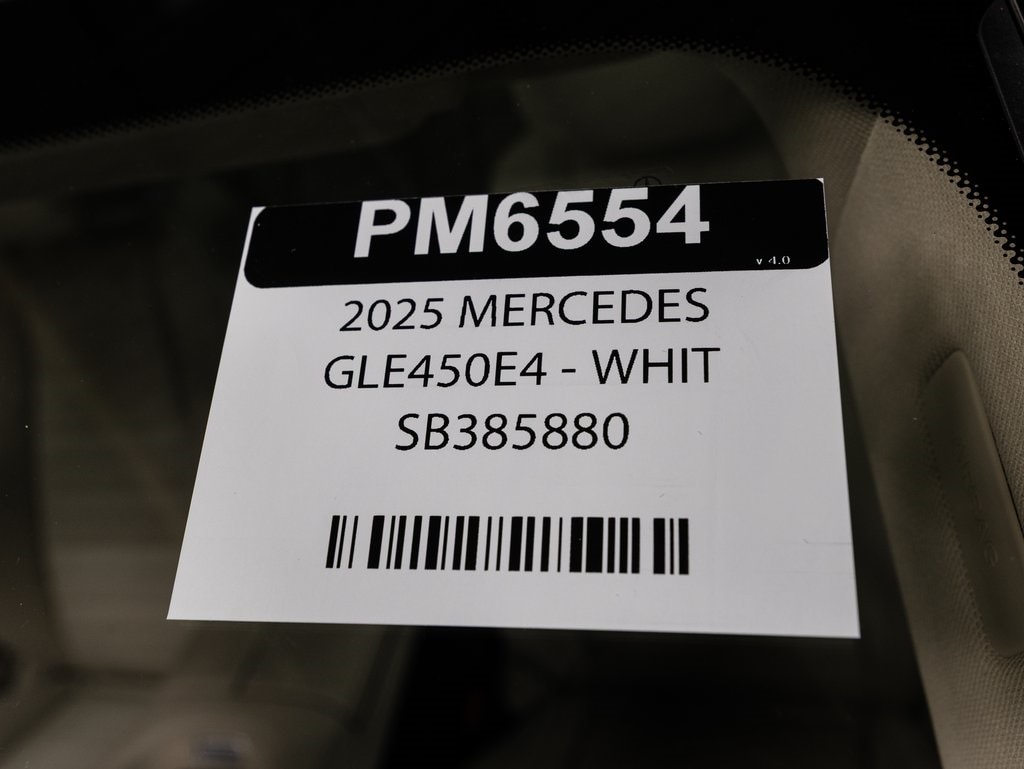 PM6554
v 4.0
2025 MERCEDES
GLE450E4 - WHIT
SB385880